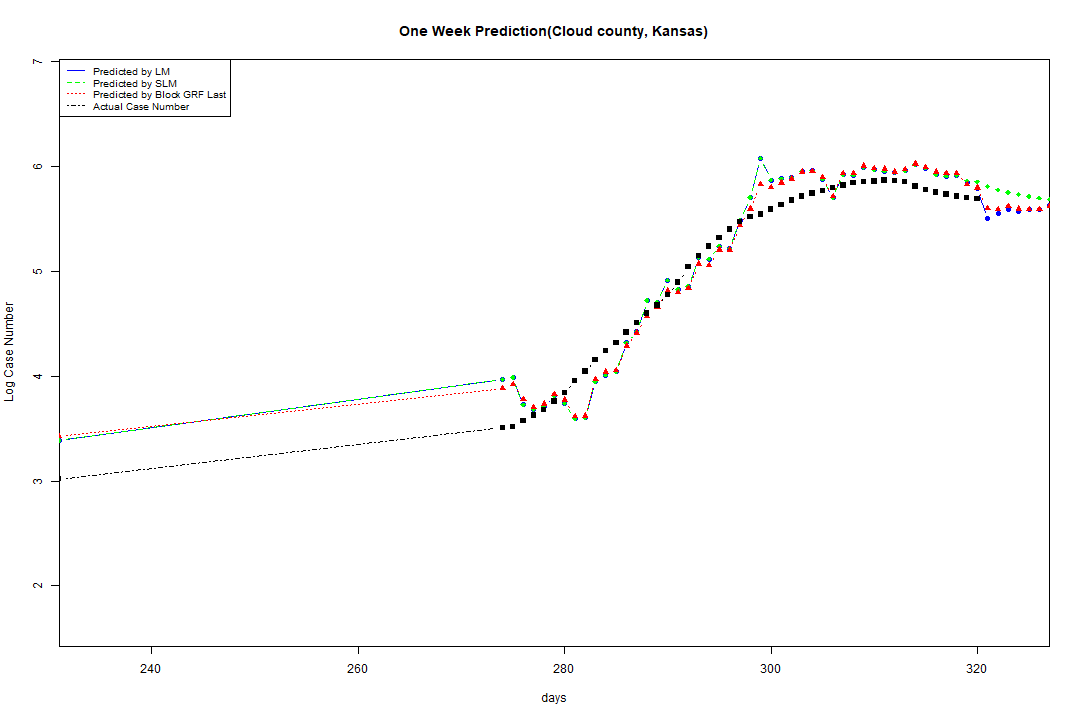 One Week Prediction(Cloud county, Kansas)
Predicted by LM
Predicted by SLM
Predicted by Block GRF Last
Actual Case Number
7
6
5
4
3
2
Log Case Number
240 260 280 300 320
days